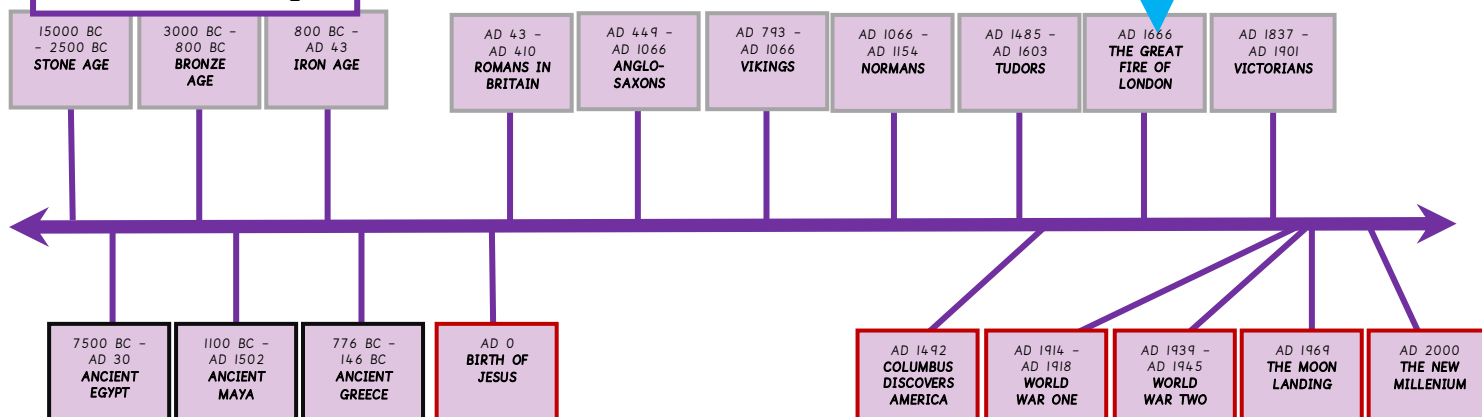 15000 BC
– 2500 BC
STONE AGE
3000 BC –
800 BC
BRONZE
AGE
800 BC –
AD 43
IRON AGE
AD 43 –
AD 410
ROMANS IN
BRITAIN
AD 449 –
AD 1066
ANGLO-
SAXONS
AD 793 –
AD 1066
VIKINGS
AD 1066 –
AD 1154
NORMANS
AD 1485 –
AD 1603
TUDORS
AD 1666
THE GREAT
FIRE OF
LONDON
AD 1837 –
AD 1901
VICTORIANS
7500 BC –
AD 30
ANCIENT
EGYPT
1100 BC –
AD 1502
ANCIENT
MAYA
776 BC –
146 BC
ANCIENT
GREECE
AD 0
BIRTH OF
JESUS
AD 1492
COLUMBUS
DISCOVERS
AMERICA
AD 1914 –
AD 1918
WORLD
WAR ONE
AD 1939 –
AD 1945
WORLD
WAR TWO
AD 1969
THE MOON
LANDING
AD 2000
THE NEW
MILLENIUM